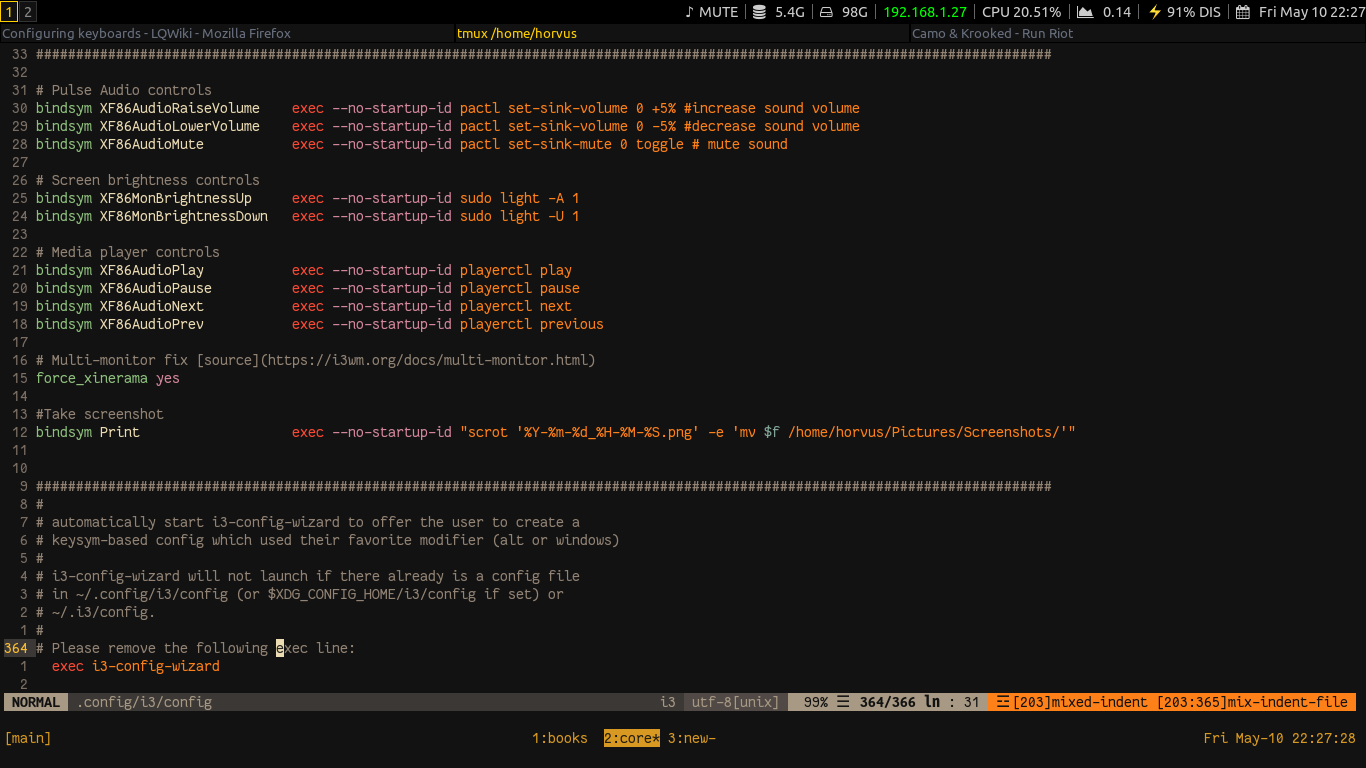 1 2 ♪ MUTE | 5.4G | 98G | 192.168.1.27 | CPU 20.51% | 0.14 | ⚡ 91% DIS | Fri May 10 22:27
Configuring keyboards - LQWiki - Mozilla Firefox tmux /home/horvus Camo & Krooked - Run Riot
33 ###############################################################################################################################
32
31 # Pulse Audio controls
30 bindsym XF86AudioRaiseVolume    exec --no-startup-id pactl set-sink-volume 0 +5% #increase sound volume
29 bindsym XF86AudioLowerVolume    exec --no-startup-id pactl set-sink-volume 0 -5% #decrease sound volume
28 bindsym XF86AudioMute           exec --no-startup-id pactl set-sink-mute 0 toggle # mute sound
27
26 # Screen brightness controls
25 bindsym XF86MonBrightnessUp     exec --no-startup-id sudo light -A 1
24 bindsym XF86MonBrightnessDown   exec --no-startup-id sudo light -U 1
23
22 # Media player controls
21 bindsym XF86AudioPlay           exec --no-startup-id playerctl play
20 bindsym XF86AudioPause          exec --no-startup-id playerctl pause
19 bindsym XF86AudioNext           exec --no-startup-id playerctl next
18 bindsym XF86AudioPrev           exec --no-startup-id playerctl previous
17
16 # Multi-monitor fix [source](https://i3wm.org/docs/multi-monitor.html)
15 force_xinerama yes
14
13 #Take screenshot
12 bindsym Print                   exec --no-startup-id "scrot '%Y-%m-%d_%H-%M-%S.png' -e 'mv $f /home/horvus/Pictures/Screenshots/'"
11
10
9 ###############################################################################################################################
8 #
7 # automatically start i3-config-wizard to offer the user to create a
6 # keysym-based config which used their favorite modifier (alt or windows)
5 #
4 # i3-config-wizard will not launch if there already is a config file
3 # in ~/.config/i3/config (or $XDG_CONFIG_HOME/i3/config if set) or
2 # ~/.i3/config.
1 #
364 # Please remove the following exec line:
1   exec i3-config-wizard
2
NORMAL .config/i3/config i3 utf-8[unix] 99% ☰ 364/366 ln : 31 ☲[203]mixed-indent [203:365]mix-indent-file
[main] 1:books 2:core* 3:new- Fri May-10 22:27:28